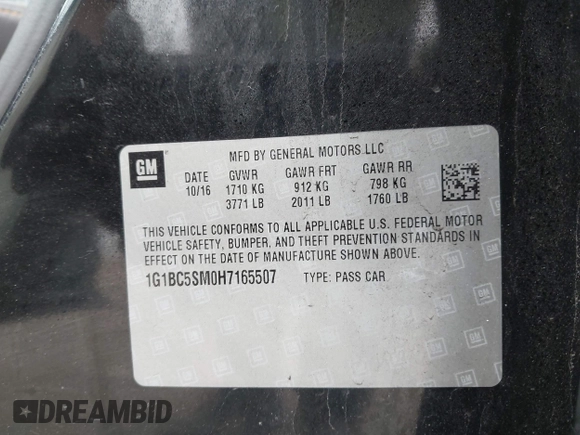 GM
MFD BY GENERAL MOTORS LLC
DATE GVWR GAWR FRT GAWR RR
10/16 1710 KG 912 KG 798 KG
3771 LB 2011 LB 1760 LB
THIS VEHICLE CONFORMS TO ALL APPLICABLE U.S. FEDERAL MOTOR
VEHICLE SAFETY, BUMPER, AND THEFT PREVENTION STANDARDS IN
EFFECT ON THE DATE OF MANUFACTURE SHOWN ABOVE.
1G1BC5SM0H7165507 TYPE: PASS CAR
DREAMBID